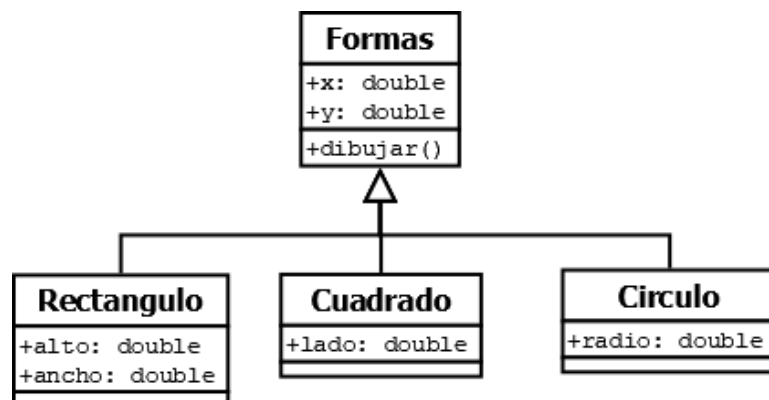 Formas
+x: double
+y: double
+dibujar()
Rectangulo
+alto: double
+ancho: double
Cuadrado
+lado: double
Circulo
+radio: double